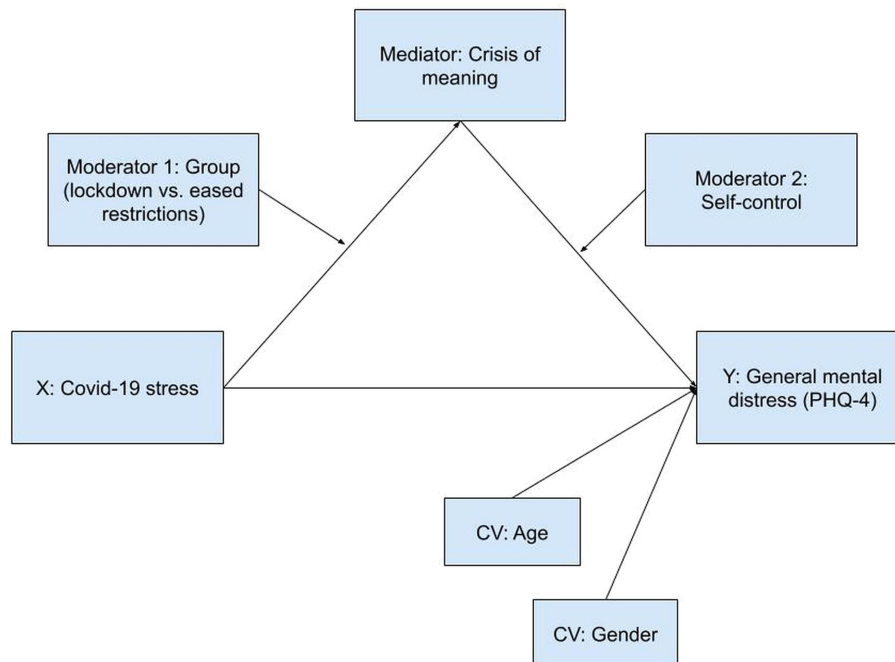 Mediator: Crisis of
meaning
Moderator 1: Group
(lockdown vs. eased
restrictions)
Moderator 2:
Self-control
X: Covid-19 stress
Y: General mental
distress (PHQ-4)
CV: Age
CV: Gender